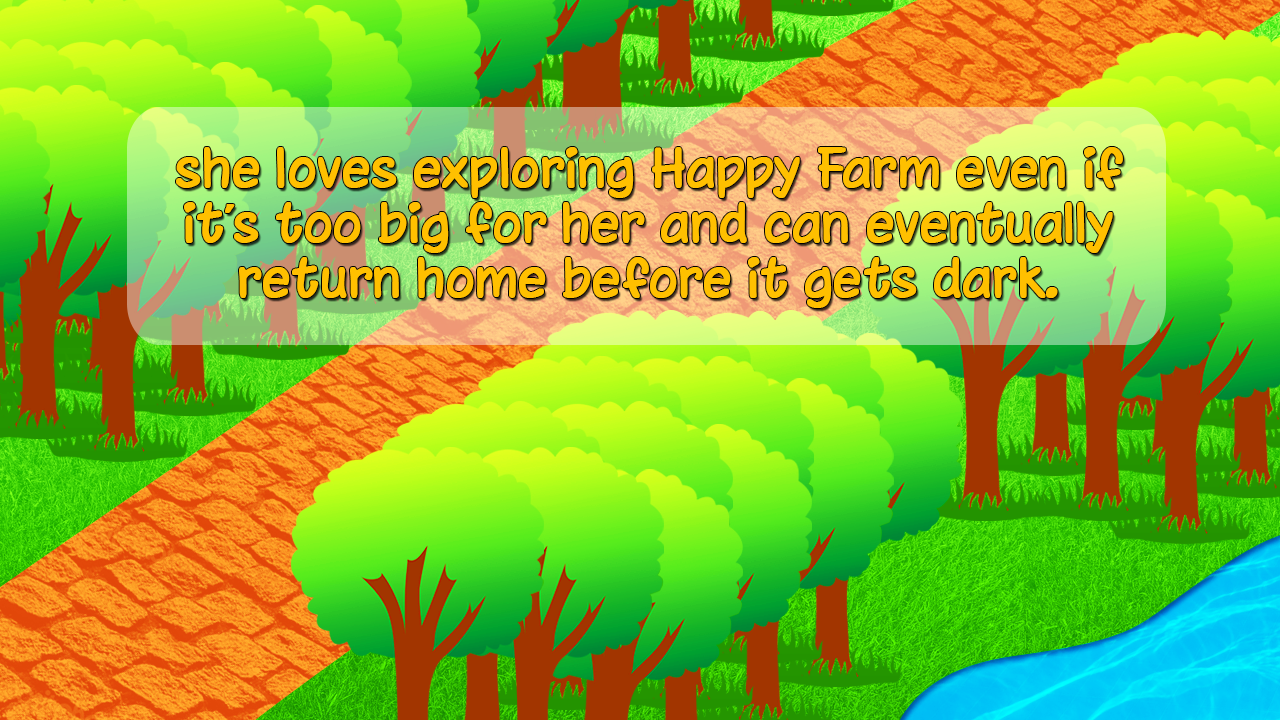 she loves exploring Happy Farm even if
it's too big for her and can eventually
return home before it gets dark.